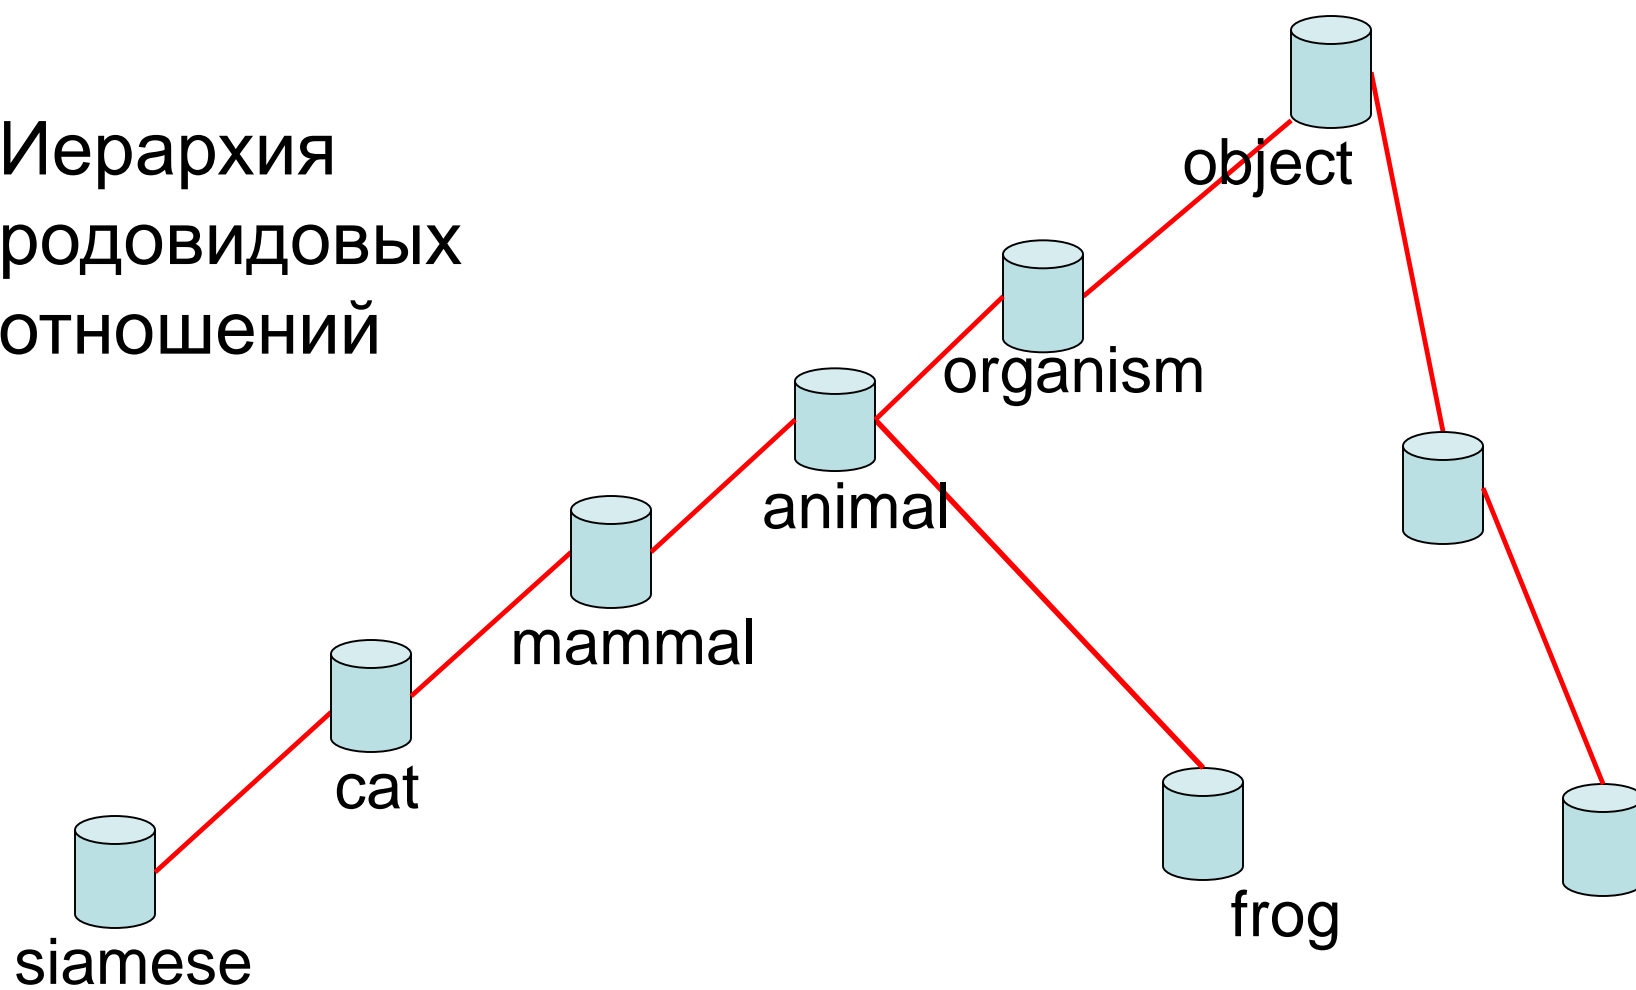 Иерархия
родовидовых
отношений
object
organism
animal
mammal
cat
frog
siamese